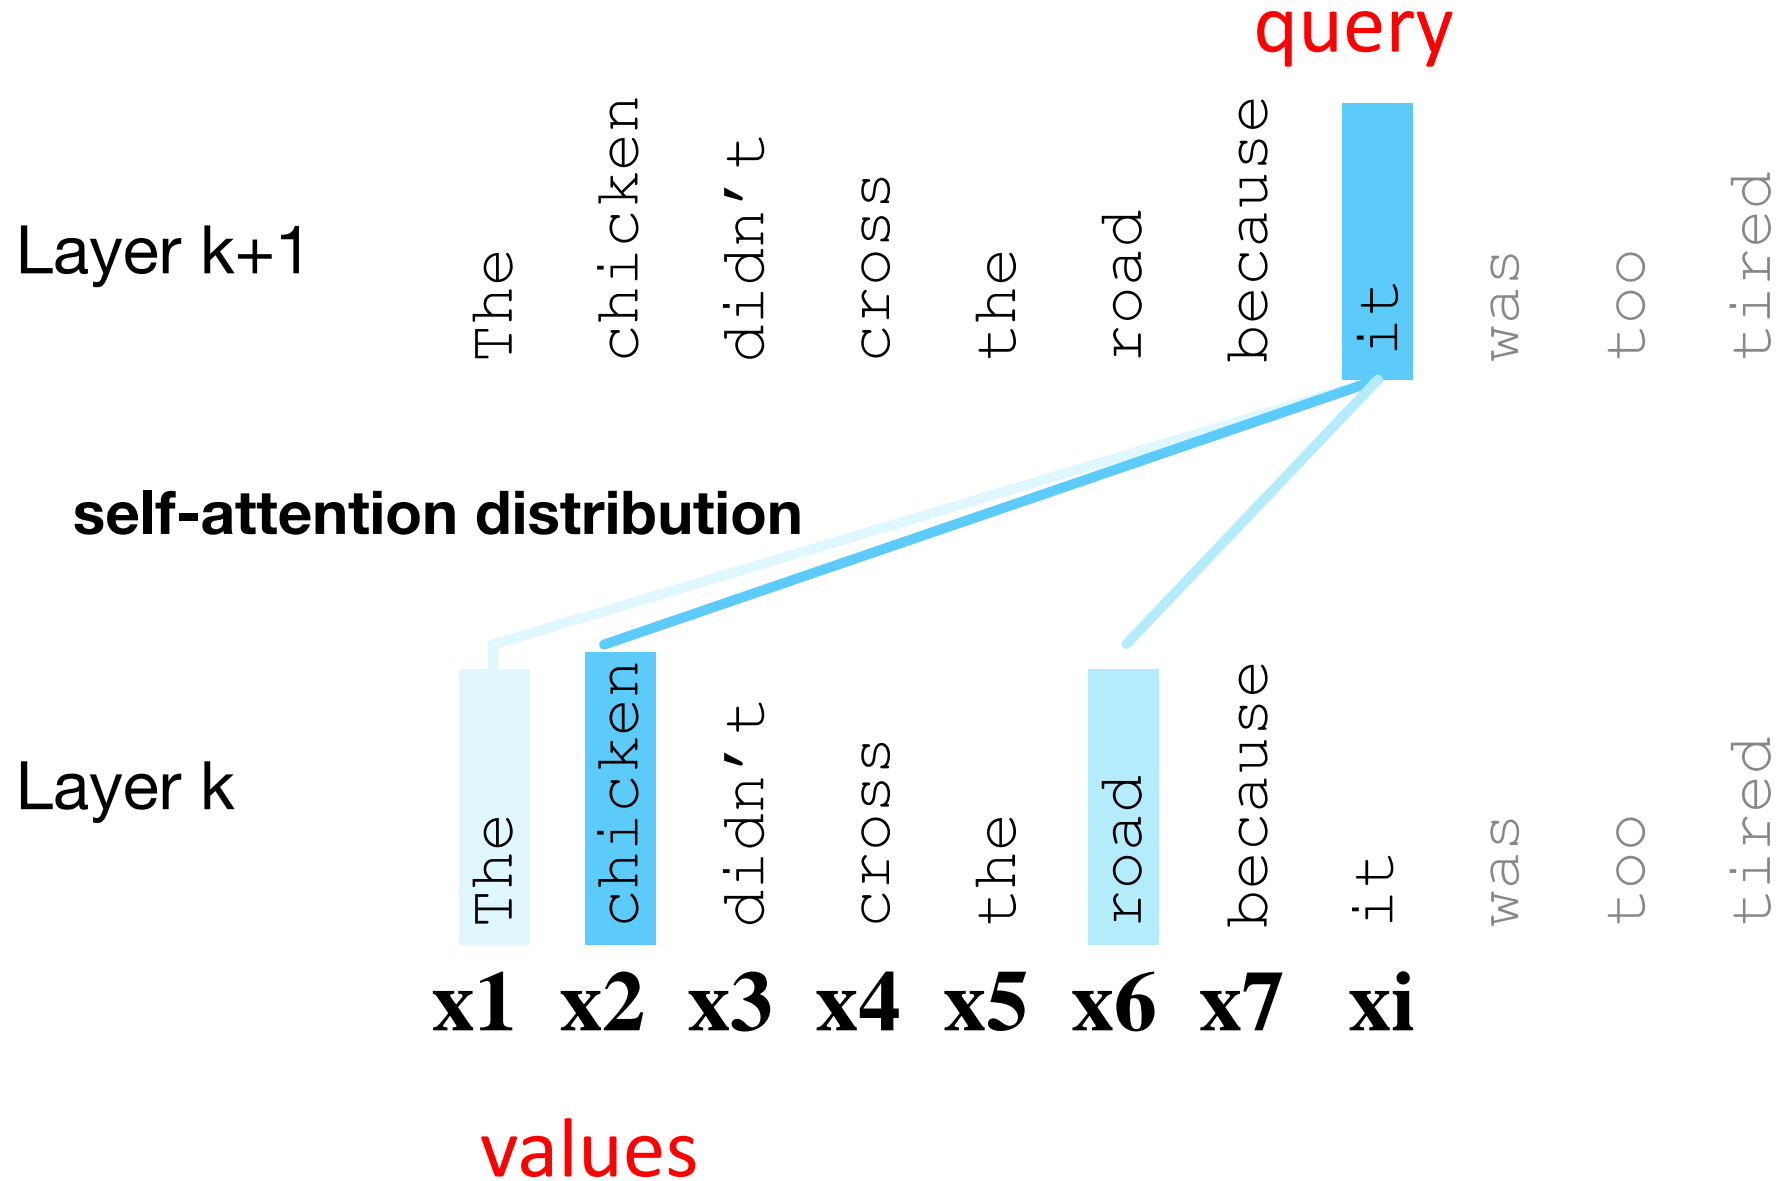 query
Layer k+1
The chicken didn’t cross the road because it was too tired
self-attention distribution
Layer k
The chicken didn’t cross the road because it was too tired
x1 x2 x3 x4 x5 x6 x7 xi
values